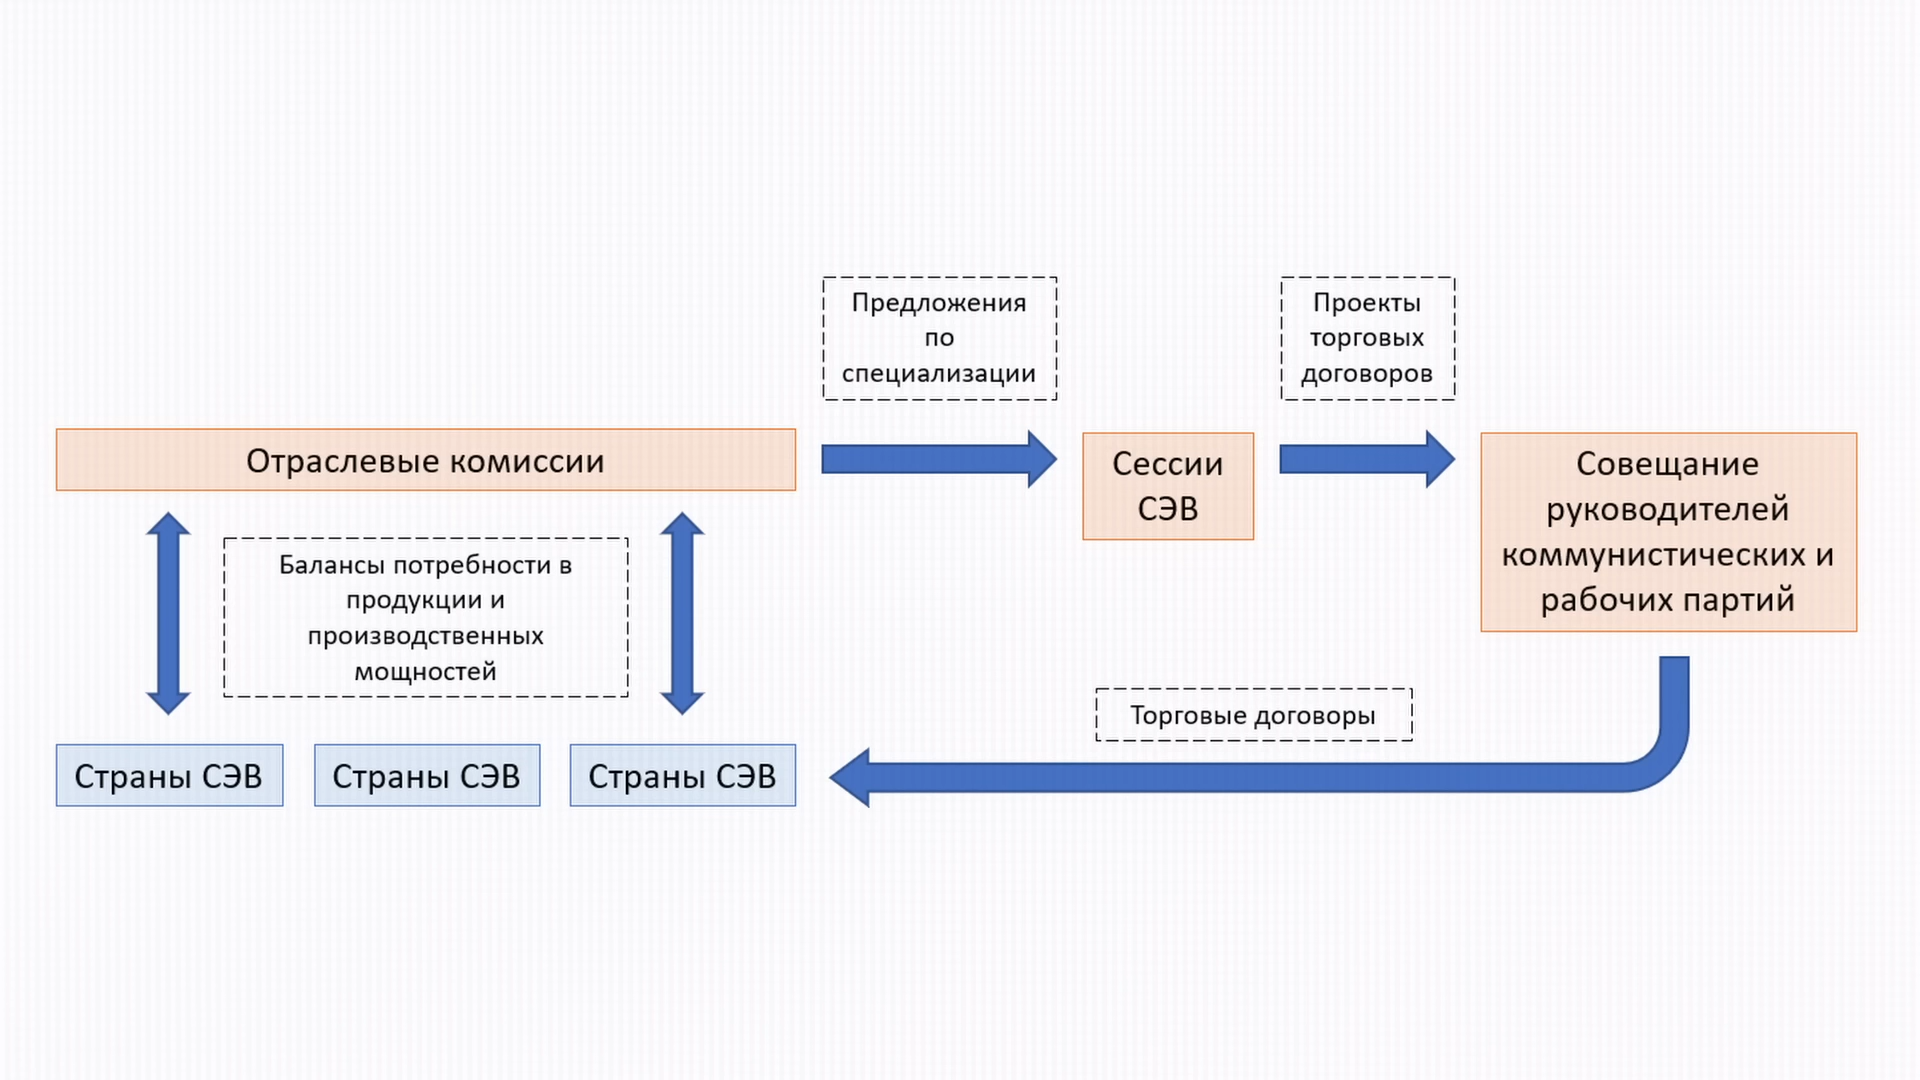 Предложения
по
специализации
Проекты
торговых
договоров
Отраслевые комиссии
Сессии
СЭВ
Совещание
руководителей
коммунистических и
рабочих партий
Балансы потребности в
продукции и
производственных
мощностей
Торговые договоры
Страны СЭВ
Страны СЭВ
Страны СЭВ